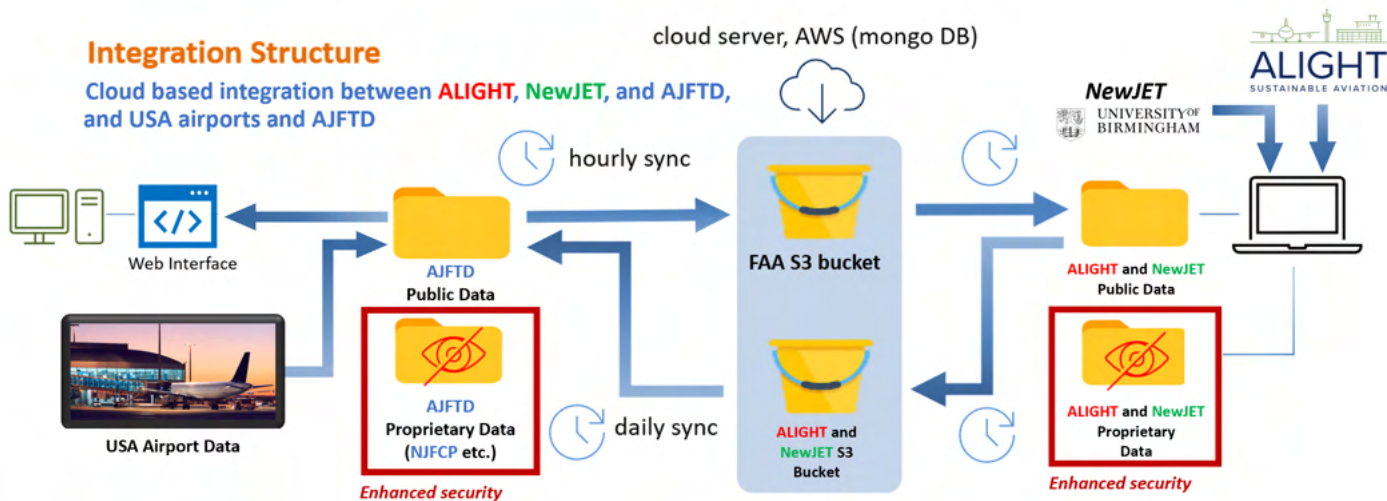 Integration Structure
Cloud based integration between ALIGHT, NewJET, and AJFTD,
and USA airports and AJFTD
cloud server, AWS (mongo DB)
ALIGHT
SUSTAINABLE AVIATION
NewJET
UNIVERSITY OF
BIRMINGHAM
hourly sync
</>
Web Interface
AJFTD
Public Data
FAA S3 bucket
ALIGHT and NewJET
Public Data
USA Airport Data
AJFTD
Proprietary Data
(NJFCP etc.)
Enhanced security
daily sync
ALIGHT and
NewJET S3
Bucket
ALIGHT and NewJET
Proprietary
Data
Enhanced security